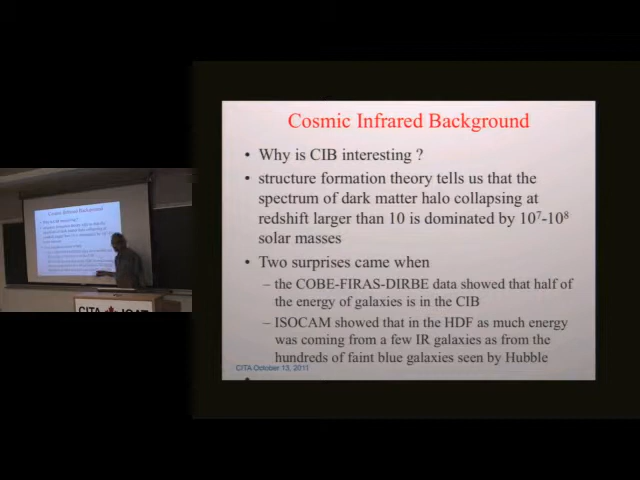 Cosmic Infrared Background
• Why is CIB interesting ?
• structure formation theory tells us that the
spectrum of dark matter halo collapsing at
redshift larger than 10 is dominated by 10⁷-10⁸
solar masses
• Two surprises came when
– the COBE-FIRAS-DIRBE data showed that half of
the energy of galaxies is in the CIB
– ISOCAM showed that in the HDF as much energy
was coming from a few IR galaxies as from the
hundreds of faint blue galaxies seen by Hubble
CITA October 13, 2011
Cosmic Infrared Background
CITA